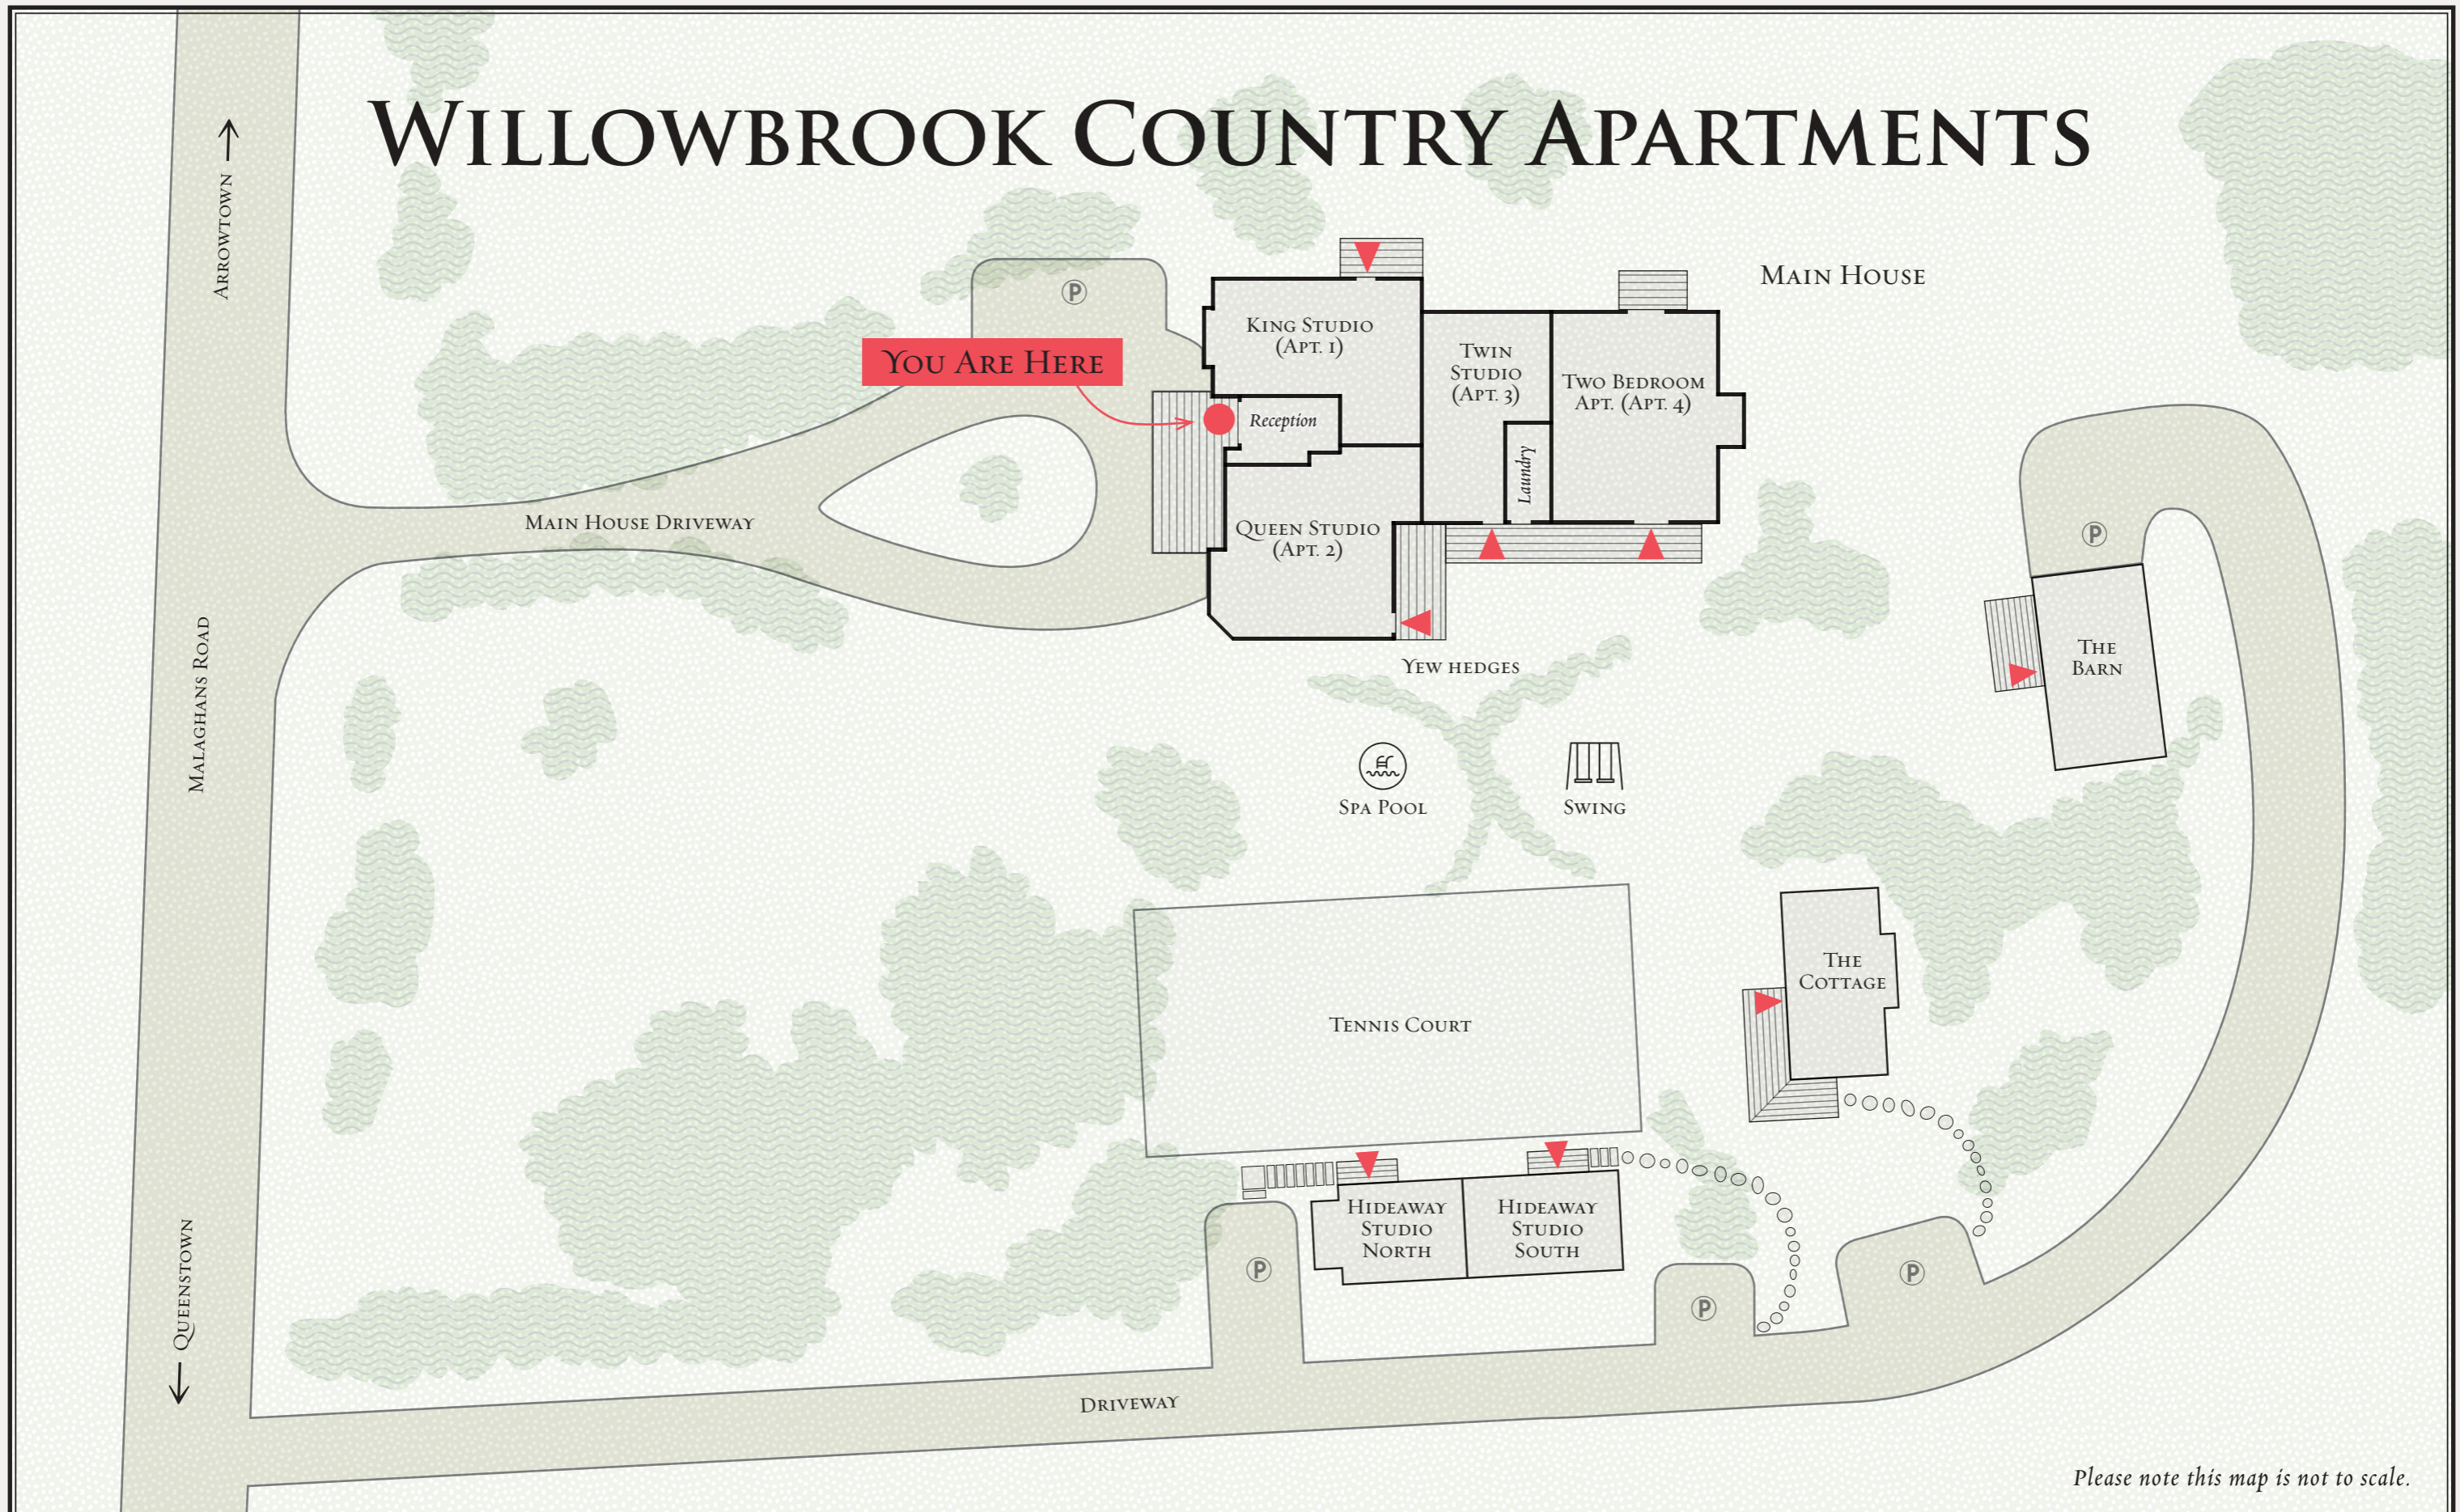 Willowbrook Country Apartments
Arrowtown
Main House
P
King Studio
(Apt. 1)
Twin
Studio
(Apt. 3)
Two Bedroom
Apt. (Apt. 4)
You Are Here
Reception
Laundry
Main House Driveway
Queen Studio
(Apt. 2)
P
The
Barn
Malaghans Road
Yew hedges
Spa Pool
Swing
The
Cottage
Tennis Court
Hideaway
Studio
North
Hideaway
Studio
South
P
P
P
Queenstown
Driveway
Please note this map is not to scale.